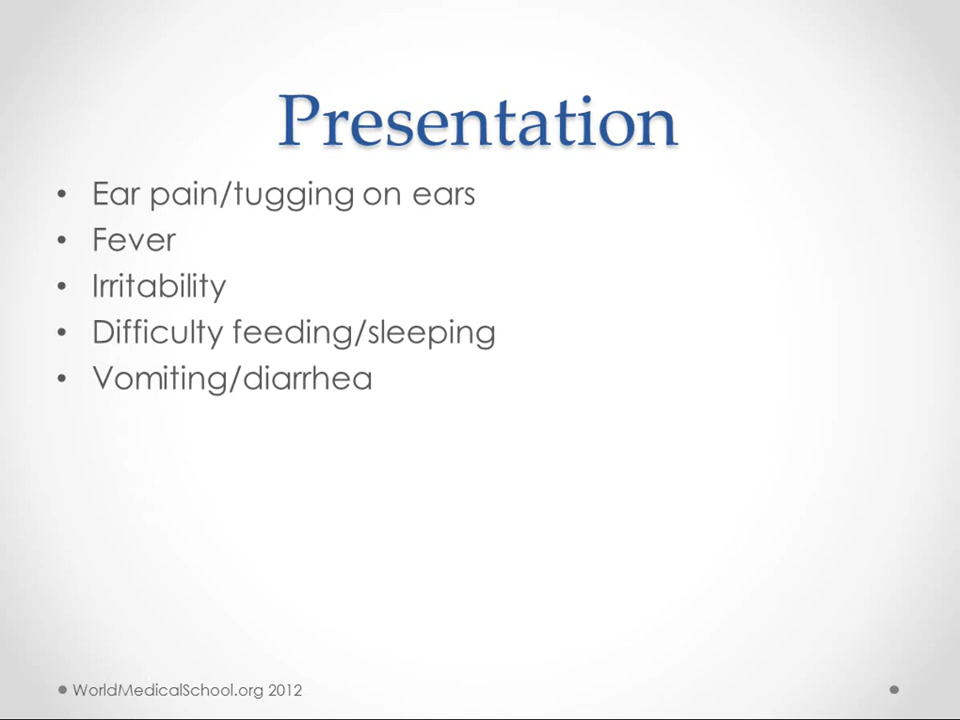 Presentation
• Ear pain/tugging on ears
• Fever
• Irritability
• Difficulty feeding/sleeping
• Vomiting/diarrhea
WorldMedicalSchool.org 2012